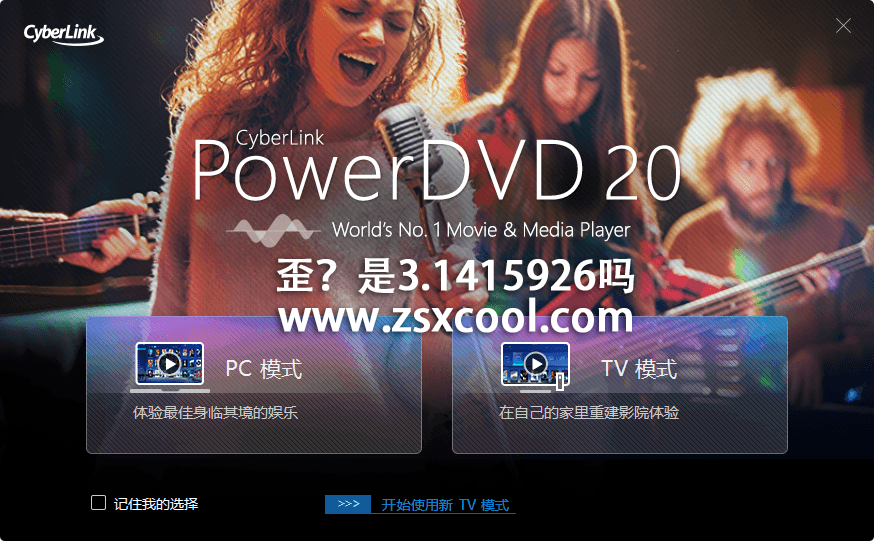 CyberLink
CyberLink
PowerDVD 20
World's No. 1 Movie & Media Player
歪？是3.1415926吗
www.zsxcool.com
PC 模式
体验最佳身临其境的娱乐
TV 模式
在自己的家里重建影院体验
记住我的选择
>>> 开始使用新 TV 模式